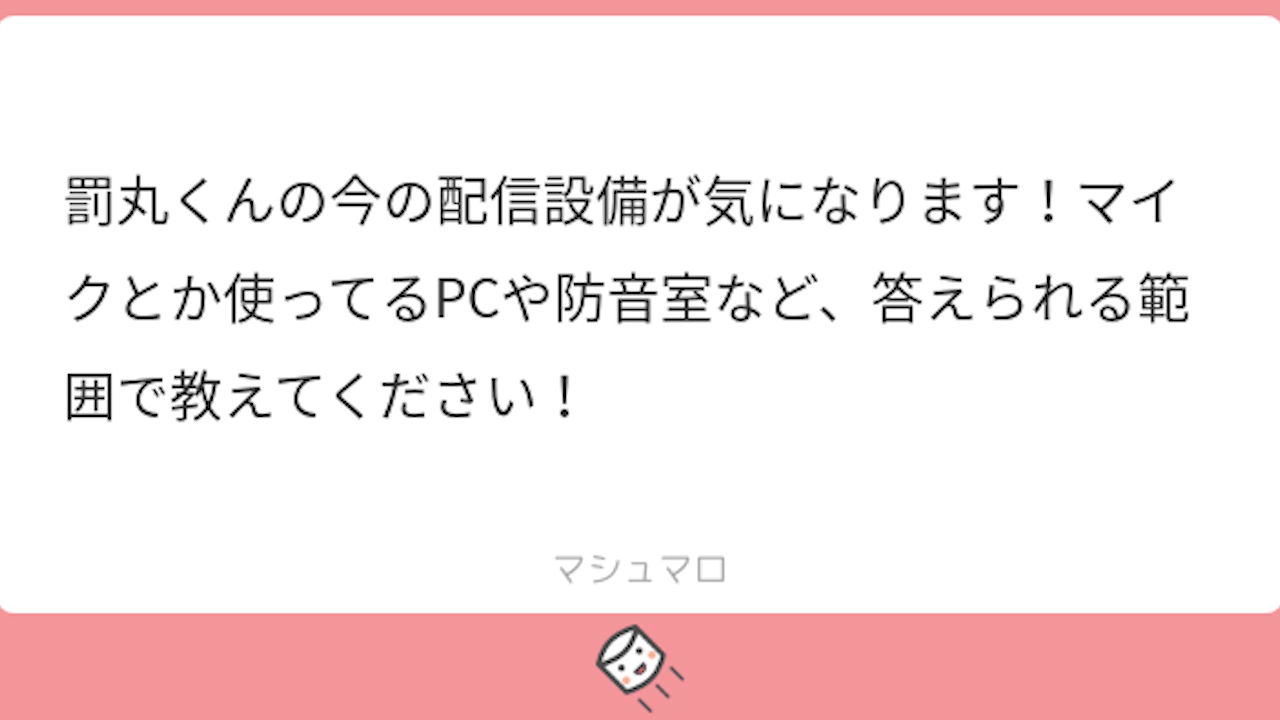 罰丸くんの今の配信設備が気になります！マイ
クとか使ってるPCや防音室など、答えられる範
囲で教えてください！
マシュマロ